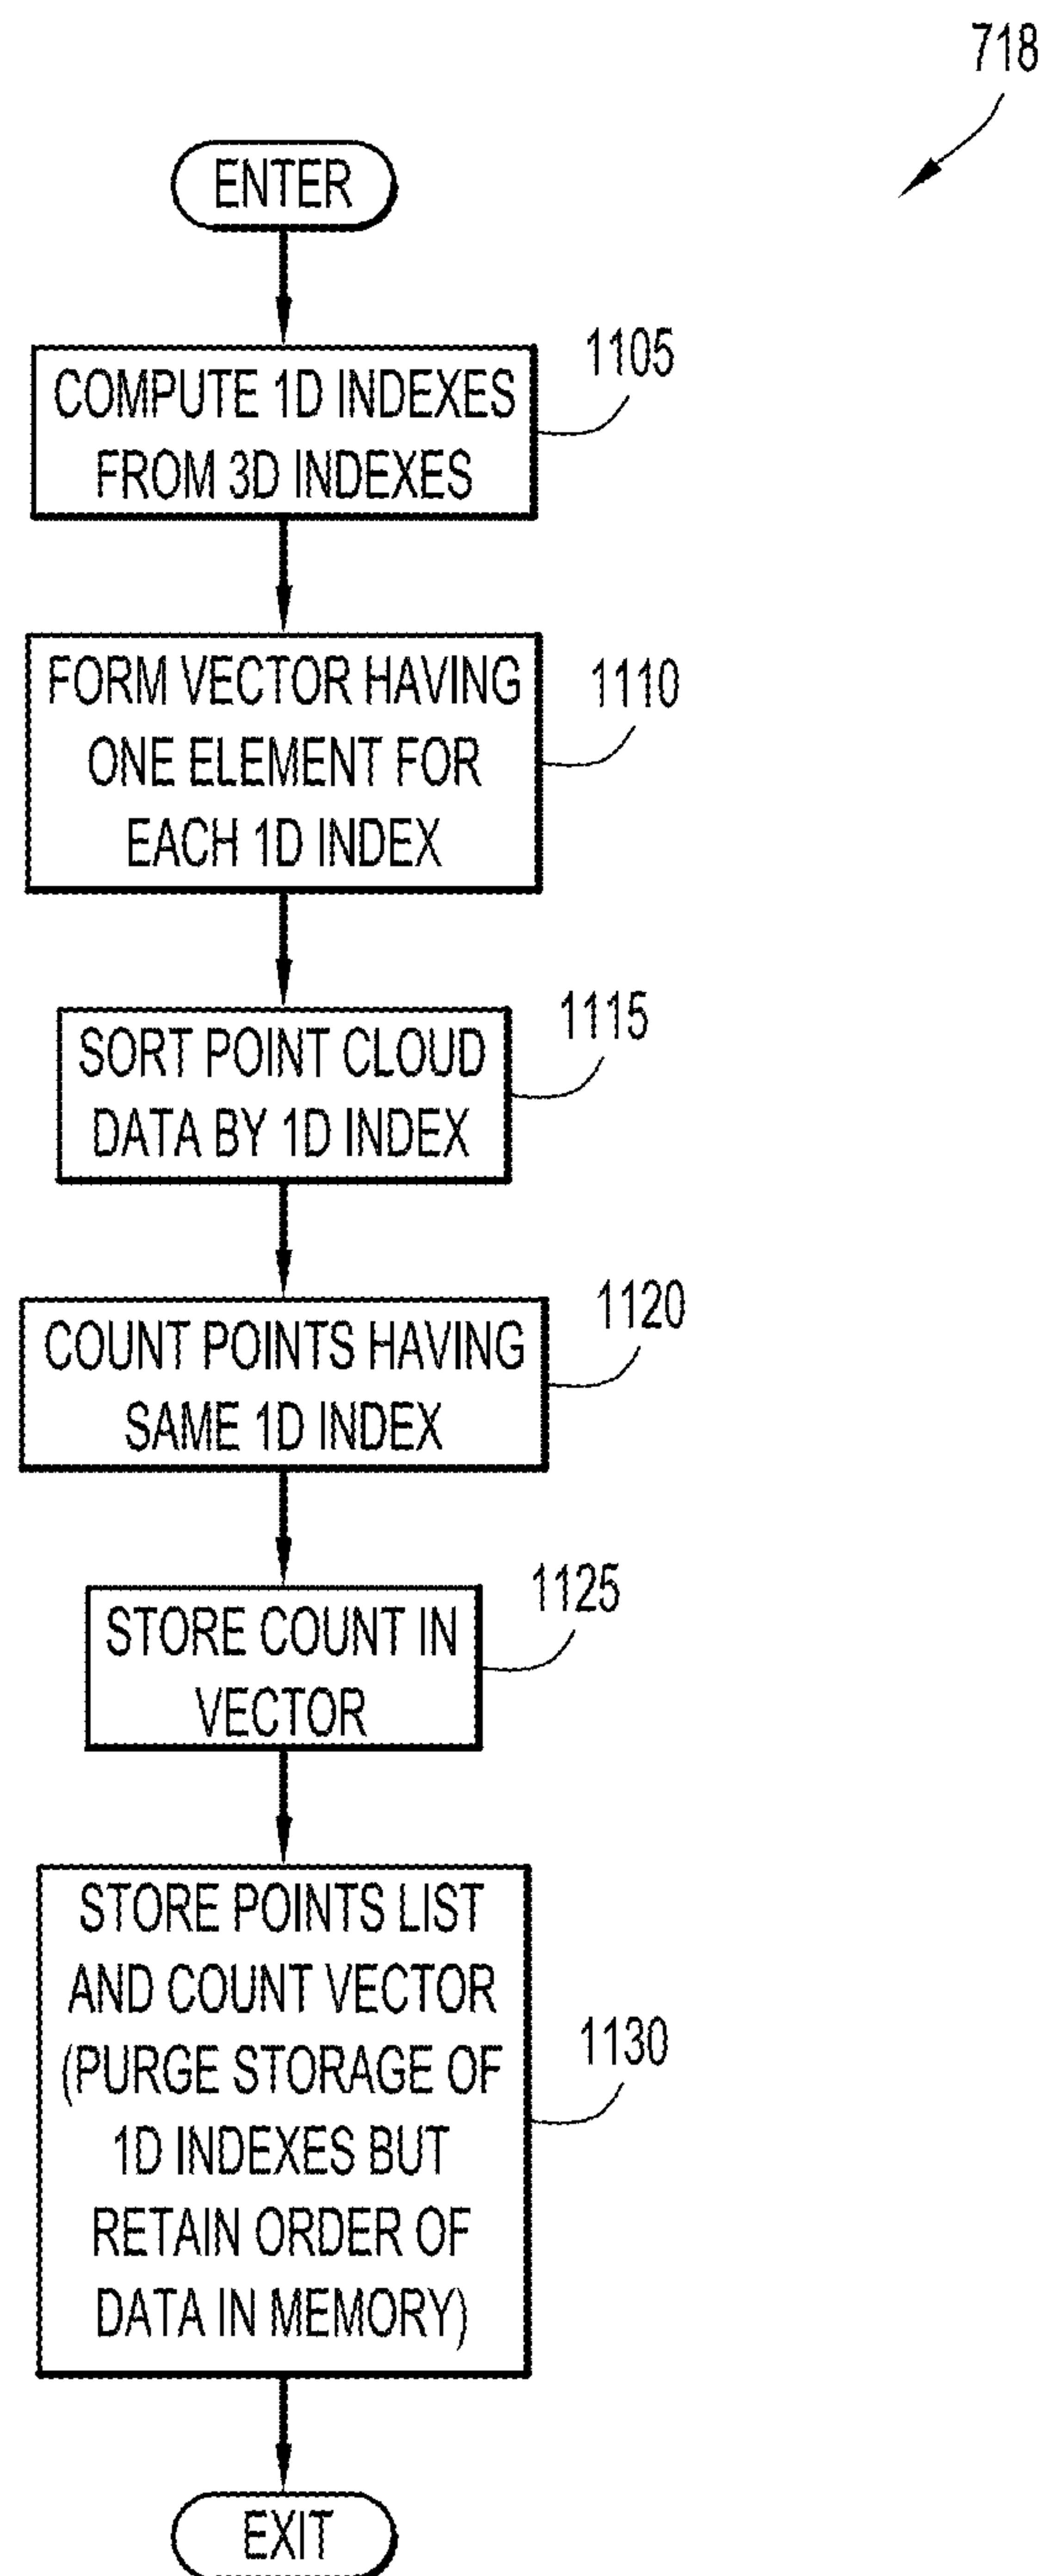 718
ENTER
1105
COMPUTE 1D INDEXES
FROM 3D INDEXES
1110
FORM VECTOR HAVING
ONE ELEMENT FOR
EACH 1D INDEX
1115
SORT POINT CLOUD
DATA BY 1D INDEX
1120
COUNT POINTS HAVING
SAME 1D INDEX
1125
STORE COUNT IN
VECTOR
STORE POINTS LIST
AND COUNT VECTOR
(PURGE STORAGE OF
1130
1D INDEXES BUT
RETAIN ORDER OF
DATA IN MEMORY)
EXIT